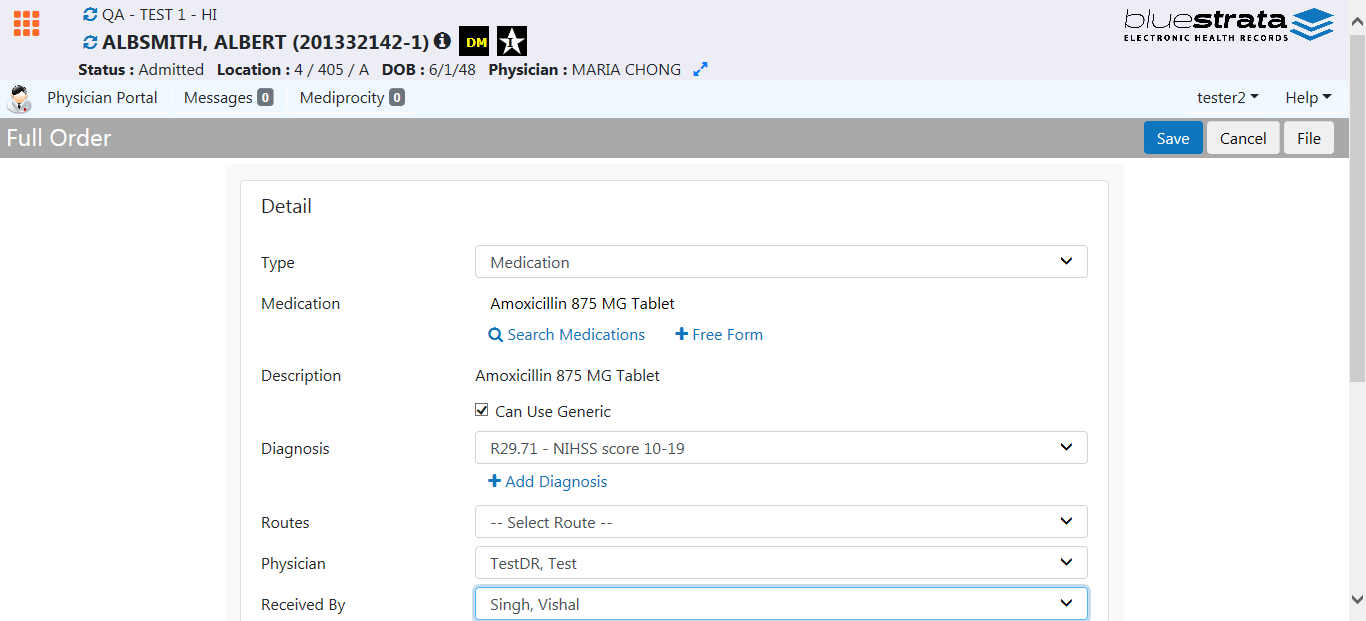 QA - TEST 1 - HI
ALBSMITH, ALBERT (201332142-1) DM 1
Status : Admitted Location : 4 / 405 / A DOB : 6/1/48 Physician : MARIA CHONG
bluestrata
ELECTRONIC HEALTH RECORDS
Physician Portal Messages 0 Mediprocity 0 tester2 Help
Full Order Save Cancel File
Detail
Type Medication
Medication Amoxicillin 875 MG Tablet
Search Medications Free Form
Description Amoxicillin 875 MG Tablet
Can Use Generic
Diagnosis R29.71 - NIHSS score 10-19
Add Diagnosis
Routes -- Select Route --
Physician TestDR, Test
Received By Singh, Vishal